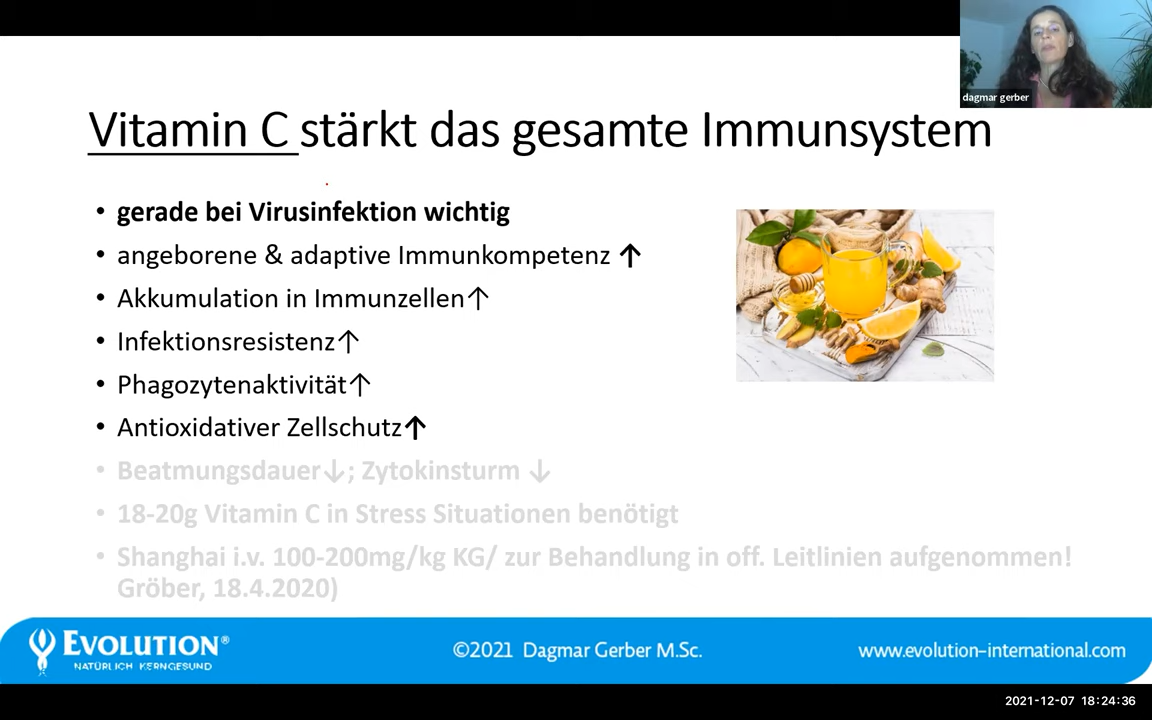 dagmar gerber
Vitamin C stärkt das gesamte Immunsystem
• gerade bei Virusinfektion wichtig
• angeborene & adaptive Immunkompetenz ↑
• Akkumulation in Immunzellen↑
• Infektionsresistenz↑
• Phagozytenaktivität↑
• Antioxidativer Zellschutz↑
• Beatmungsdauer↓; Zytokinsturm ↓
• 18-20g Vitamin C in Stress Situationen benötigt
• Shanghai i.v. 100-200mg/kg KG/ zur Behandlung in off. Leitlinien aufgenommen!
Gröber, 18.4.2020)
EVOLUTION®
NATÜRLICH KERNGESUND
©2021 Dagmar Gerber M.Sc.
www.evolution-international.com
2021-12-07 18:24:36